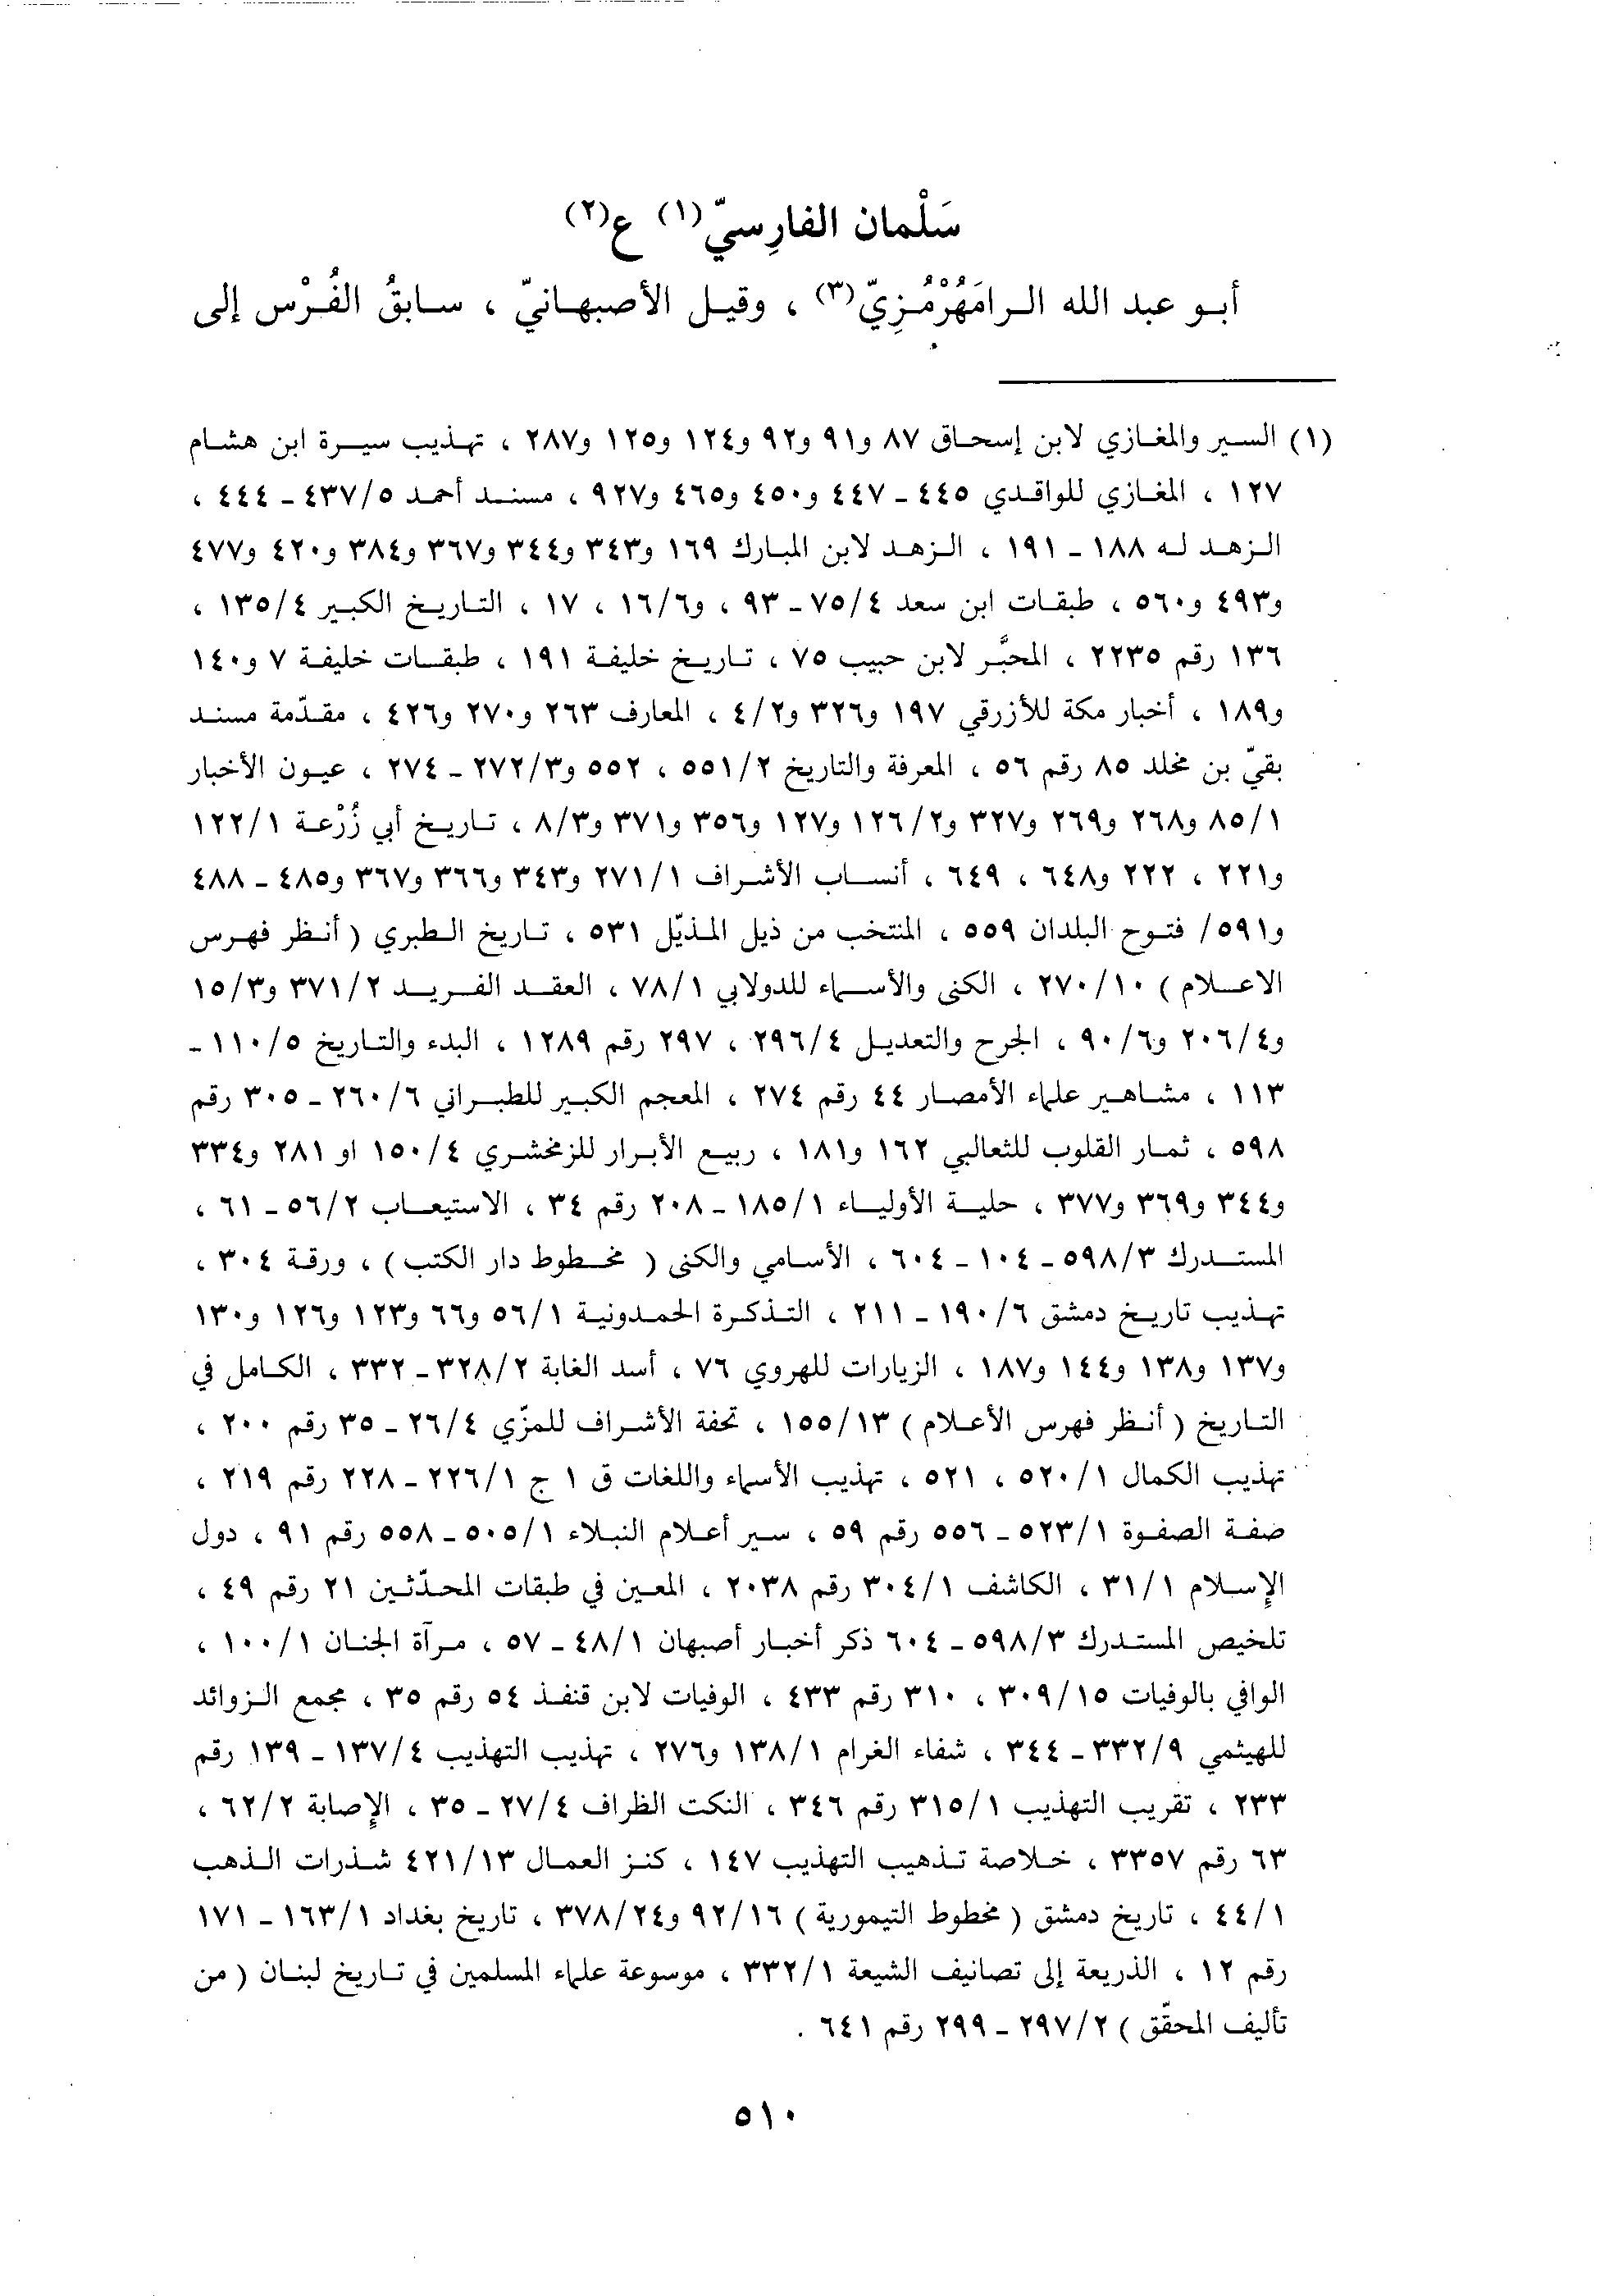 سَلْمان الفارِسيّ(١) ع(٢)
أبو عبد الله الرامَهُرْمُزِيّ(٣) ، وقيل الأصبهانيّ ، سابقُ الفُرْس إلى
(١) السير والمغازي لابن إسحاق ٨٧ و٩١ و٩٢ و١٢٤ و١٢٥ و٢٨٧ ، تهذيب سيرة ابن هشام
١٢٧ ، المغازي للواقدي ٤٤٥ - ٤٤٧ و٤٥٠ و٤٦٥ و٩٢٧ ، مسند أحمد ٤٣٧/٥ - ٤٤٤ ،
الزهد له ١٨٨ - ١٩١ ، الزهد لابن المبارك ١٦٩ و٣٤٣ و٣٤٤ و٣٦٧ و٣٨٤ و٤٢٠ و٤٧٧
و٤٩٣ و٥٦٠ ، طبقات ابن سعد ٧٥/٤ - ٩٣ ، و١٦/٦ ، ١٧ ، التاريخ الكبير ١٣٥/٤ ،
١٣٦ رقم ٢٢٣٥ ، المحبَّر لابن حبيب ٧٥ ، تاريخ خليفة ١٩١ ، طبقات خليفة ٧ و١٤٠
و١٨٩ ، أخبار مكة للأزرقي ١٩٧ و٣٢٦ و٤/٢ ، المعارف ٢٦٣ و٢٧٠ و٤٢٦ ، مقدّمة مسند
بقيّ بن مخلد ٨٥ رقم ٥٦ ، المعرفة والتاريخ ٥٥١/٢ ، ٥٥٢ و٢٧٢/٣ - ٢٧٤ ، عيون الأخبار
٨٥/١ و٢٦٨ و٢٦٩ و٣٢٧ و١٢٦/٢ و١٢٧ و٣٥٦ و٣٧١ و٨/٣ ، تاريخ أبي زُرْعة ١٢٢/١
و٢٢١ ، ٢٢٢ و٦٤٨ ، ٦٤٩ ، أنساب الأشراف ٢٧١/١ و٣٤٣ و٣٦٦ و٣٦٧ و٤٨٥ - ٤٨٨
و٥٩١/ فتوح البلدان ٥٥٩ ، المنتخب من ذيل المذيّل ٥٣١ ، تاريخ الطبري ( أنظر فهرس
الاعلام ) ٢٧٠/١٠ ، الكنى والأسماء للدولابي ٧٨/١ ، العقد الفريد ٣٧١/٢ و١٥/٣
و٢٠٦/٤ و٩٠/٦ ، الجرح والتعديل ٢٩٦/٤ ، ٢٩٧ رقم ١٢٨٩ ، البدء والتاريخ ١١٠/٥ -
١١٣ ، مشاهير علماء الأمصار ٤٤ رقم ٢٧٤ ، المعجم الكبير للطبراني ٢٦٠/٦ - ٣٠٥ رقم
٥٩٨ ، ثمار القلوب للثعالبي ١٦٢ و١٨١ ، ربيع الأبرار للزمخشري ١٥٠/٤ او ٢٨١ و٣٣٤
و٣٤٤ و٣٦٩ و٣٧٧ ، حلية الأولياء ١٨٥/١ - ٢٠٨ رقم ٣٤ ، الاستيعاب ٥٦/٢ - ٦١ ،
المستدرك ٥٩٨/٣ - ١٠٤ - ٦٠٤ ، الأسامي والكنى ( مخطوط دار الكتب ) ، ورقة ٣٠٤ ،
تهذيب تاريخ دمشق ١٩٠/٦ - ٢١١ ، التذكرة الحمدونية ٥٦/١ و٦٦ و١٢٣ و١٢٦ و١٣٠
و١٣٧ و١٣٨ و١٤٤ و١٨٧ ، الزيارات للهروي ٧٦ ، أسد الغابة ٣٢٨/٢ - ٣٣٢ ، الكامل في
التاريخ ( أنظر فهرس الأعلام ) ١٥٥/١٣ ، تحفة الأشراف للمزّي ٢٦/٤ - ٣٥ رقم ٢٠٠ ،
تهذيب الكمال ٥٢٠/١ ، ٥٢١ ، تهذيب الأسماء واللغات ق ١ ج ٢٢٦/١ - ٢٢٨ رقم ٢١٩ ،
صفة الصفوة ٥٢٣/١ - ٥٥٦ رقم ٥٩ ، سير أعلام النبلاء ٥٠٥/١ - ٥٥٨ رقم ٩١ ، دول
الإسلام ٣١/١ ، الكاشف ٣٠٤/١ رقم ٢٠٣٨ ، المعين في طبقات المحدّثين ٢١ رقم ٤٩ ،
تلخيص المستدرك ٥٩٨/٣ - ٦٠٤ ذكر أخبار أصبهان ٤٨/١ - ٥٧ ، مرآة الجنان ١٠٠/١ ،
الوافي بالوفيات ٣٠٩/١٥ ، ٣١٠ رقم ٤٣٣ ، الوفيات لابن قنفذ ٥٤ رقم ٣٥ ، مجمع الزوائد
للهيثمي ٣٣٢/٩ - ٣٤٤ ، شفاء الغرام ١٣٨/١ و٢٧٦ ، تهذيب التهذيب ١٣٧/٤ - ١٣٩ رقم
٢٣٣ ، تقريب التهذيب ٣١٥/١ رقم ٣٤٦ ، النكت الظراف ٢٧/٤ - ٣٥ ، الإصابة ٦٢/٢ ،
٦٣ رقم ٣٣٥٧ ، خلاصة تذهيب التهذيب ١٤٧ ، كنز العمال ٤٢١/١٣ شذرات الذهب
٤٤/١ ، تاريخ دمشق ( مخطوط التيمورية ) ٩٢/١٦ و٣٧٨/٢٤ ، تاريخ بغداد ١٦٣/١ - ١٧١
رقم ١٢ ، الذريعة إلى تصانيف الشيعة ٣٣٢/١ ، موسوعة علماء المسلمين في تاريخ لبنان ( من
تأليف المحقّق ) ٢٩٧/٢ - ٢٩٩ رقم ٦٤١ .
٥١٠